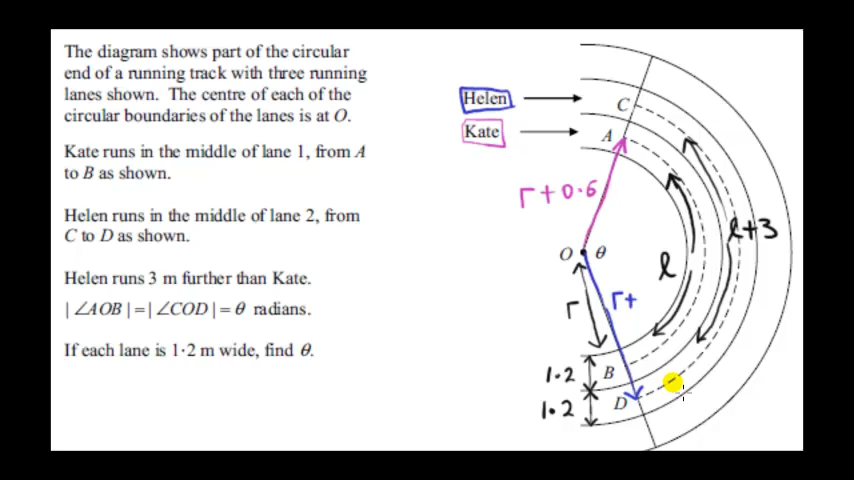 The diagram shows part of the circular
end of a running track with three running
lanes shown. The centre of each of the
circular boundaries of the lanes is at O.
Kate runs in the middle of lane 1, from A
to B as shown.
Helen runs in the middle of lane 2, from
C to D as shown.
Helen runs 3 m further than Kate.
|∠AOB|=|∠COD|=θ radians.
If each lane is 1·2 m wide, find θ.
Helen
C
Kate
A
r+0.6
l+3
O
θ
l
r
r+
1.2
B
1.2
D